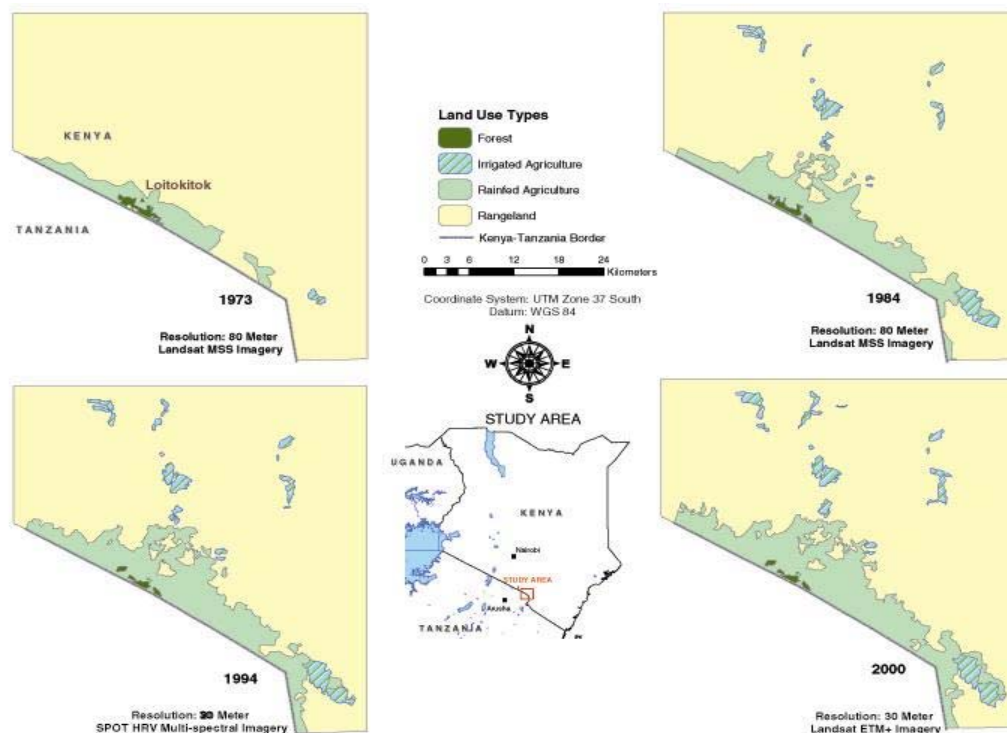 KENYA
Loitokitok
TANZANIA
1973
Resolution: 80 Meter
Landsat MSS Imagery
Land Use Types
Forest
Irrigated Agriculture
Rainfed Agriculture
Rangeland
Kenya-Tanzania Border
0 3 6 12 18 24
Kilometers
Coordinate System: UTM Zone 37 South
Datum: WGS 84
N
W E
S
1984
Resolution: 80 Meter
Landsat MSS Imagery
1994
Resolution: Meter
SPOT HRV Multi-spectral Imagery
STUDY AREA
UGANDA
KENYA
Nairobi
STUDY AREA
Arusha
TANZANIA
2000
Resolution: 30 Meter
Landsat ETM+ Imagery